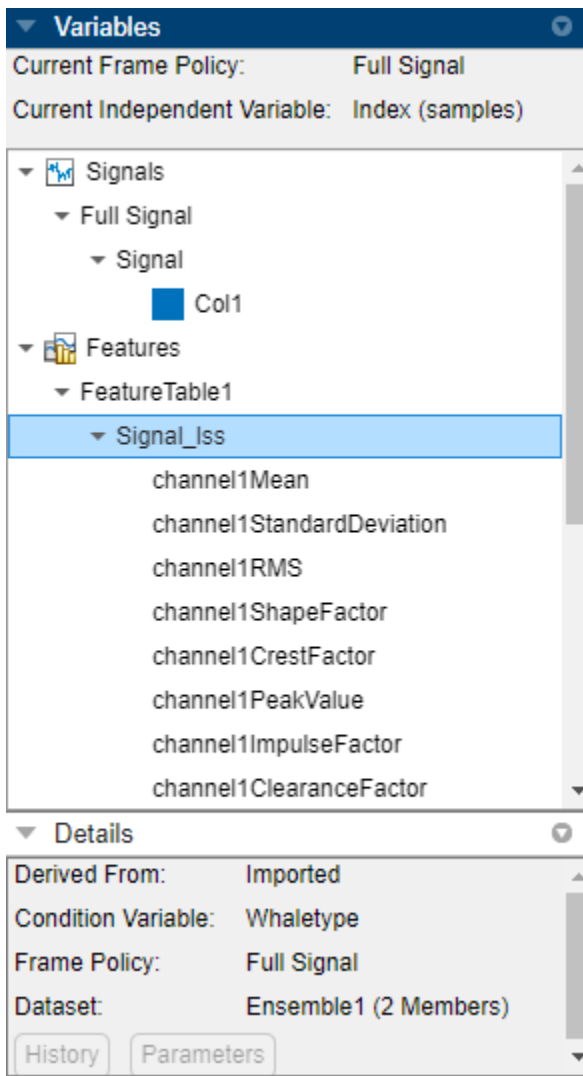 Variables
Current Frame Policy: Full Signal
Current Independent Variable: Index (samples)
Signals
Full Signal
Signal
Col1
Features
FeatureTable1
Signal_lss
channel1Mean
channel1StandardDeviation
channel1RMS
channel1ShapeFactor
channel1CrestFactor
channel1PeakValue
channel1ImpulseFactor
channel1ClearanceFactor
Details
Derived From: Imported
Condition Variable: Whaletype
Frame Policy: Full Signal
Dataset: Ensemble1 (2 Members)
History Parameters